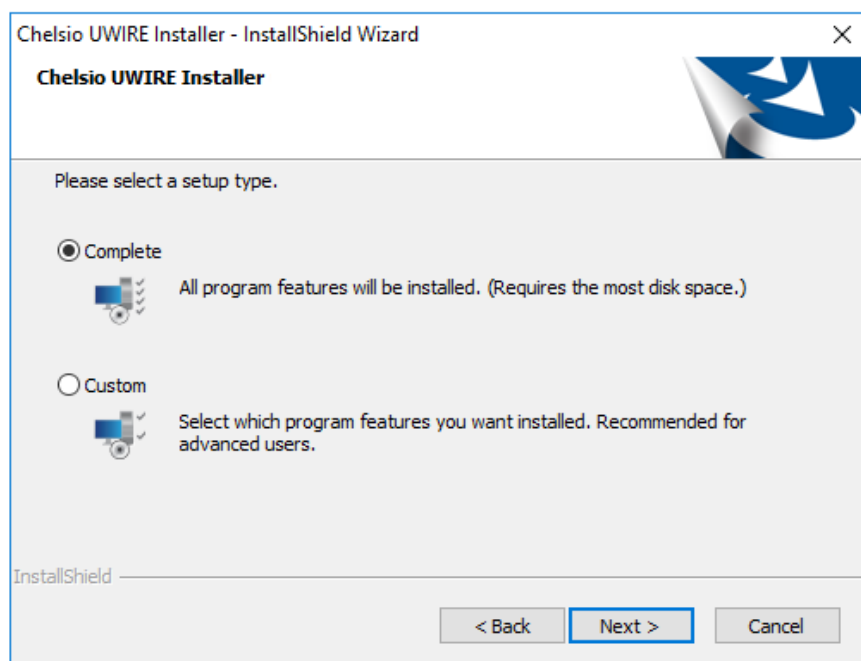 Chelsio UWIRE Installer - InstallShield Wizard
Chelsio UWIRE Installer
Please select a setup type.
Complete
All program features will be installed. (Requires the most disk space.)
Custom
Select which program features you want installed. Recommended for
advanced users.
InstallShield
< Back Next > Cancel